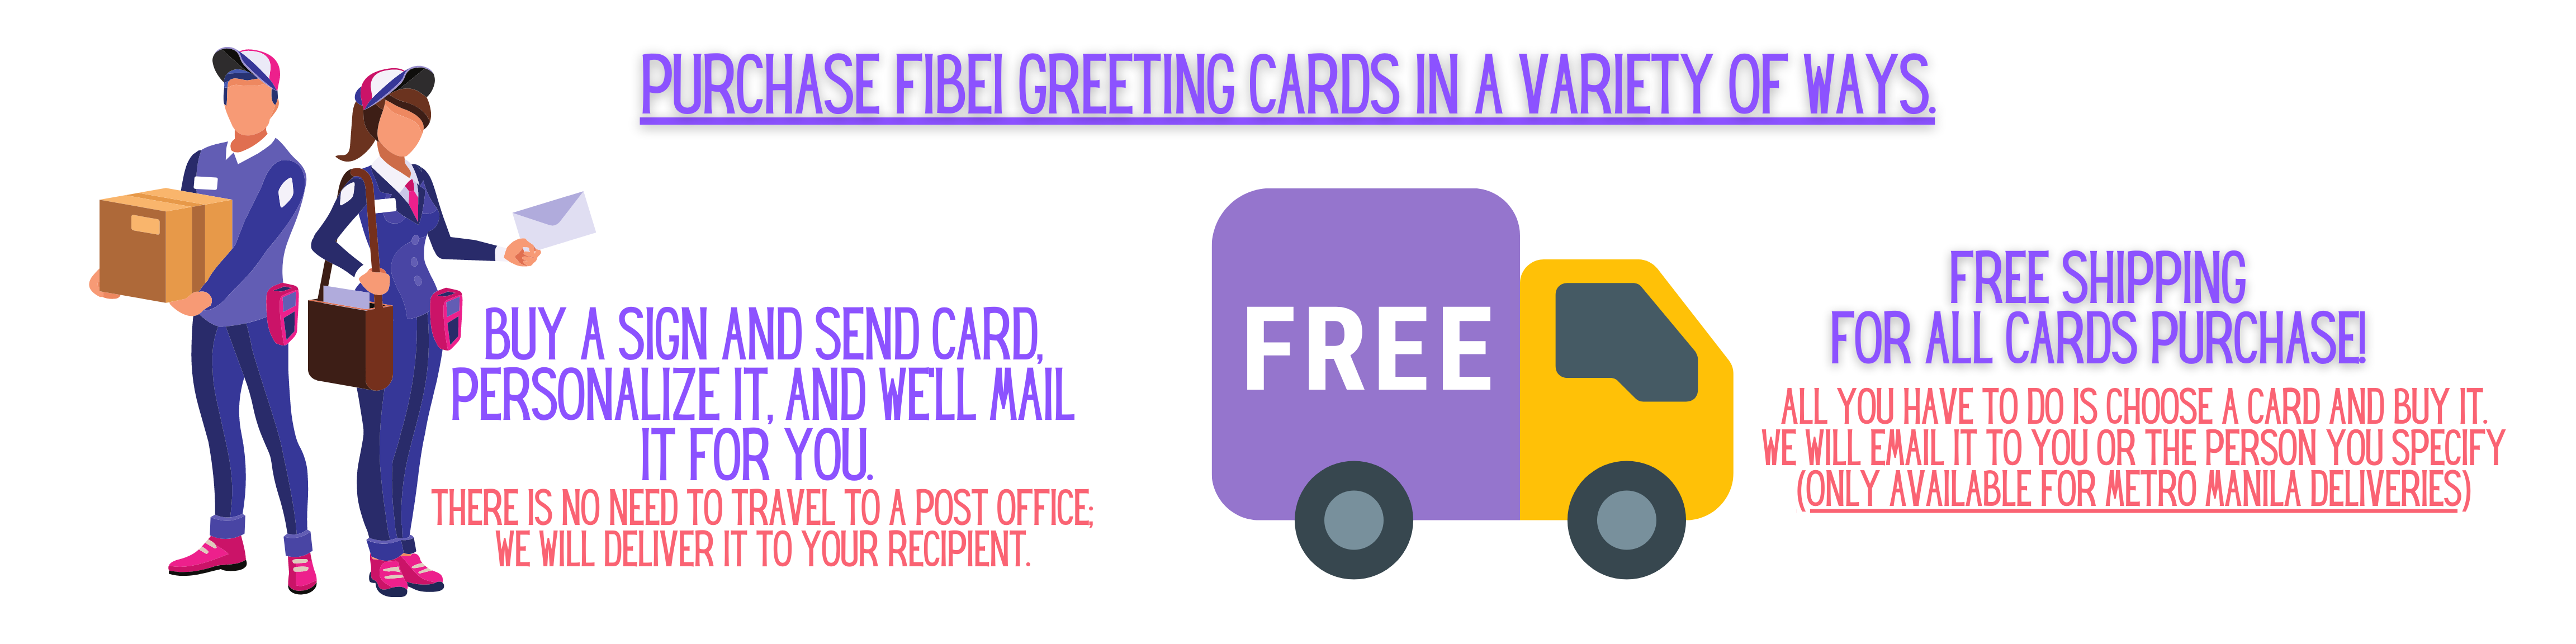 PURCHASE FIBEI GREETING CARDS IN A VARIETY OF WAYS.
BUY A SIGN AND SEND CARD,
PERSONALIZE IT, AND WE'LL MAIL
IT FOR YOU.
THERE IS NO NEED TO TRAVEL TO A POST OFFICE;
WE WILL DELIVER IT TO YOUR RECIPIENT.
FREE
FREE SHIPPING
FOR ALL CARDS PURCHASE!
ALL YOU HAVE TO DO IS CHOOSE A CARD AND BUY IT.
WE WILL EMAIL IT TO YOU OR THE PERSON YOU SPECIFY
(ONLY AVAILABLE FOR METRO MANILA DELIVERIES)